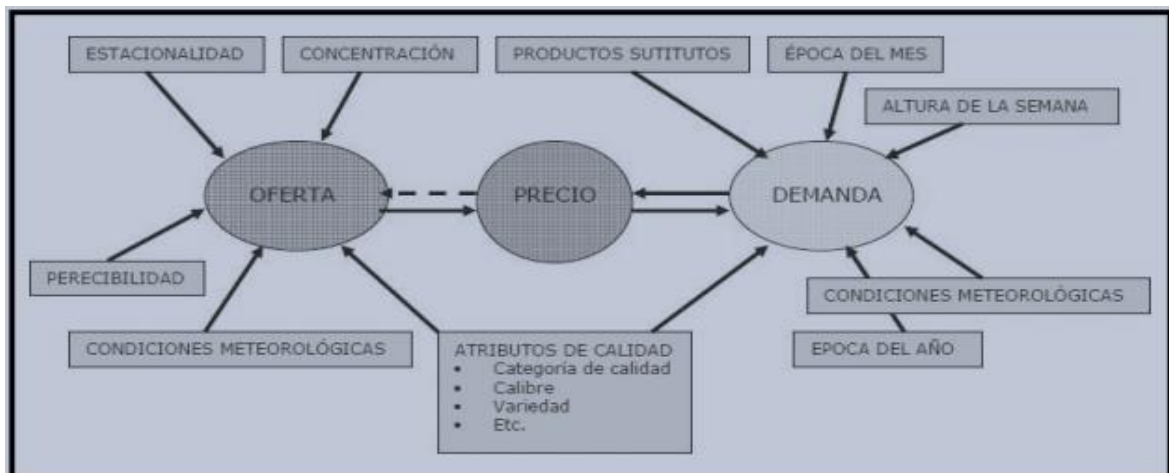 ESTACIONALIDAD
CONCENTRACIÓN
PRODUCTOS SUTITUTOS
ÉPOCA DEL MES
ALTURA DE LA SEMANA
OFERTA
PRECIO
DEMANDA
PERECIBILIDAD
CONDICIONES METEOROLÓGICAS
CONDICIONES METEOROLÓGICAS
EPOCA DEL AÑO
ATRIBUTOS DE CALIDAD
• Categoría de calidad
• Calibre
• Variedad
• Etc.